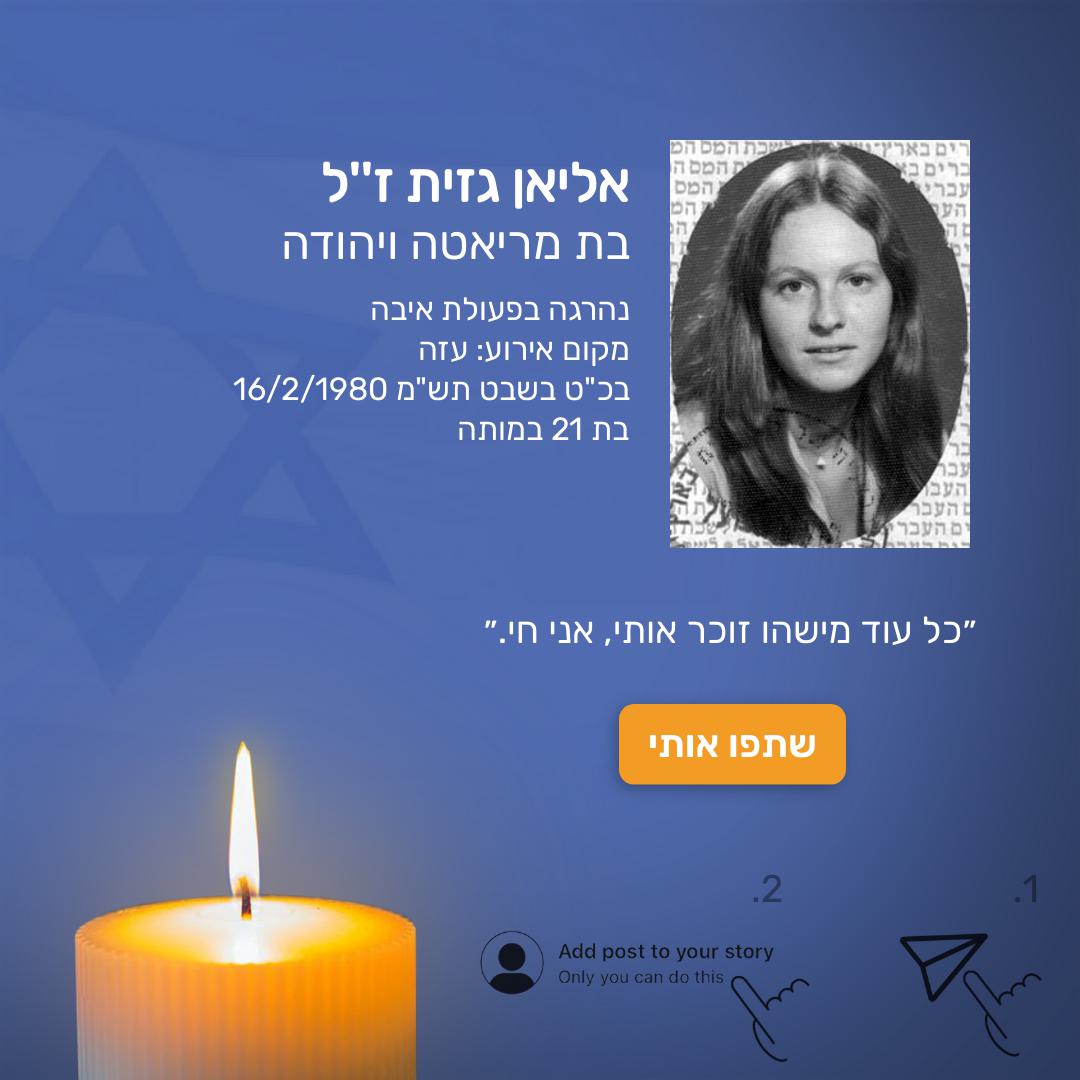 אליאן גזית ז"ל
בת מריאטה ויהודה
נהרגה בפעולת איבה
מקום אירוע: עזה
בכ"ט בשבט תש"מ 16/2/1980
בת 21 במותה
״כל עוד מישהו זוכר אותי, אני חי.״
שתפו אותי
1.
2.
Add post to your story
Only you can do this